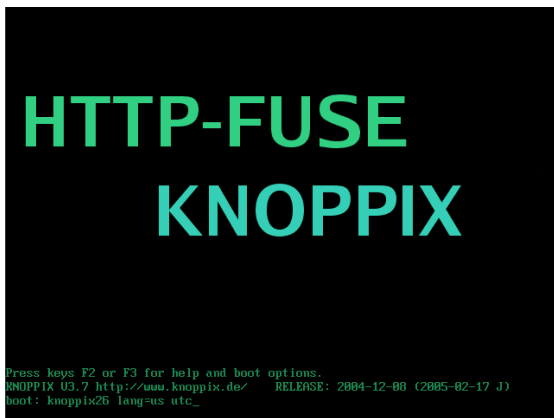 HTTP-FUSE
KNOPPIX
Press keys F2 or F3 for help and boot options.
KNOPPIX V3.7 http://www.knoppix.de/ RELEASE: 2004-12-08 (2005-02-17 J)
boot: knoppix26 lang=us utc_